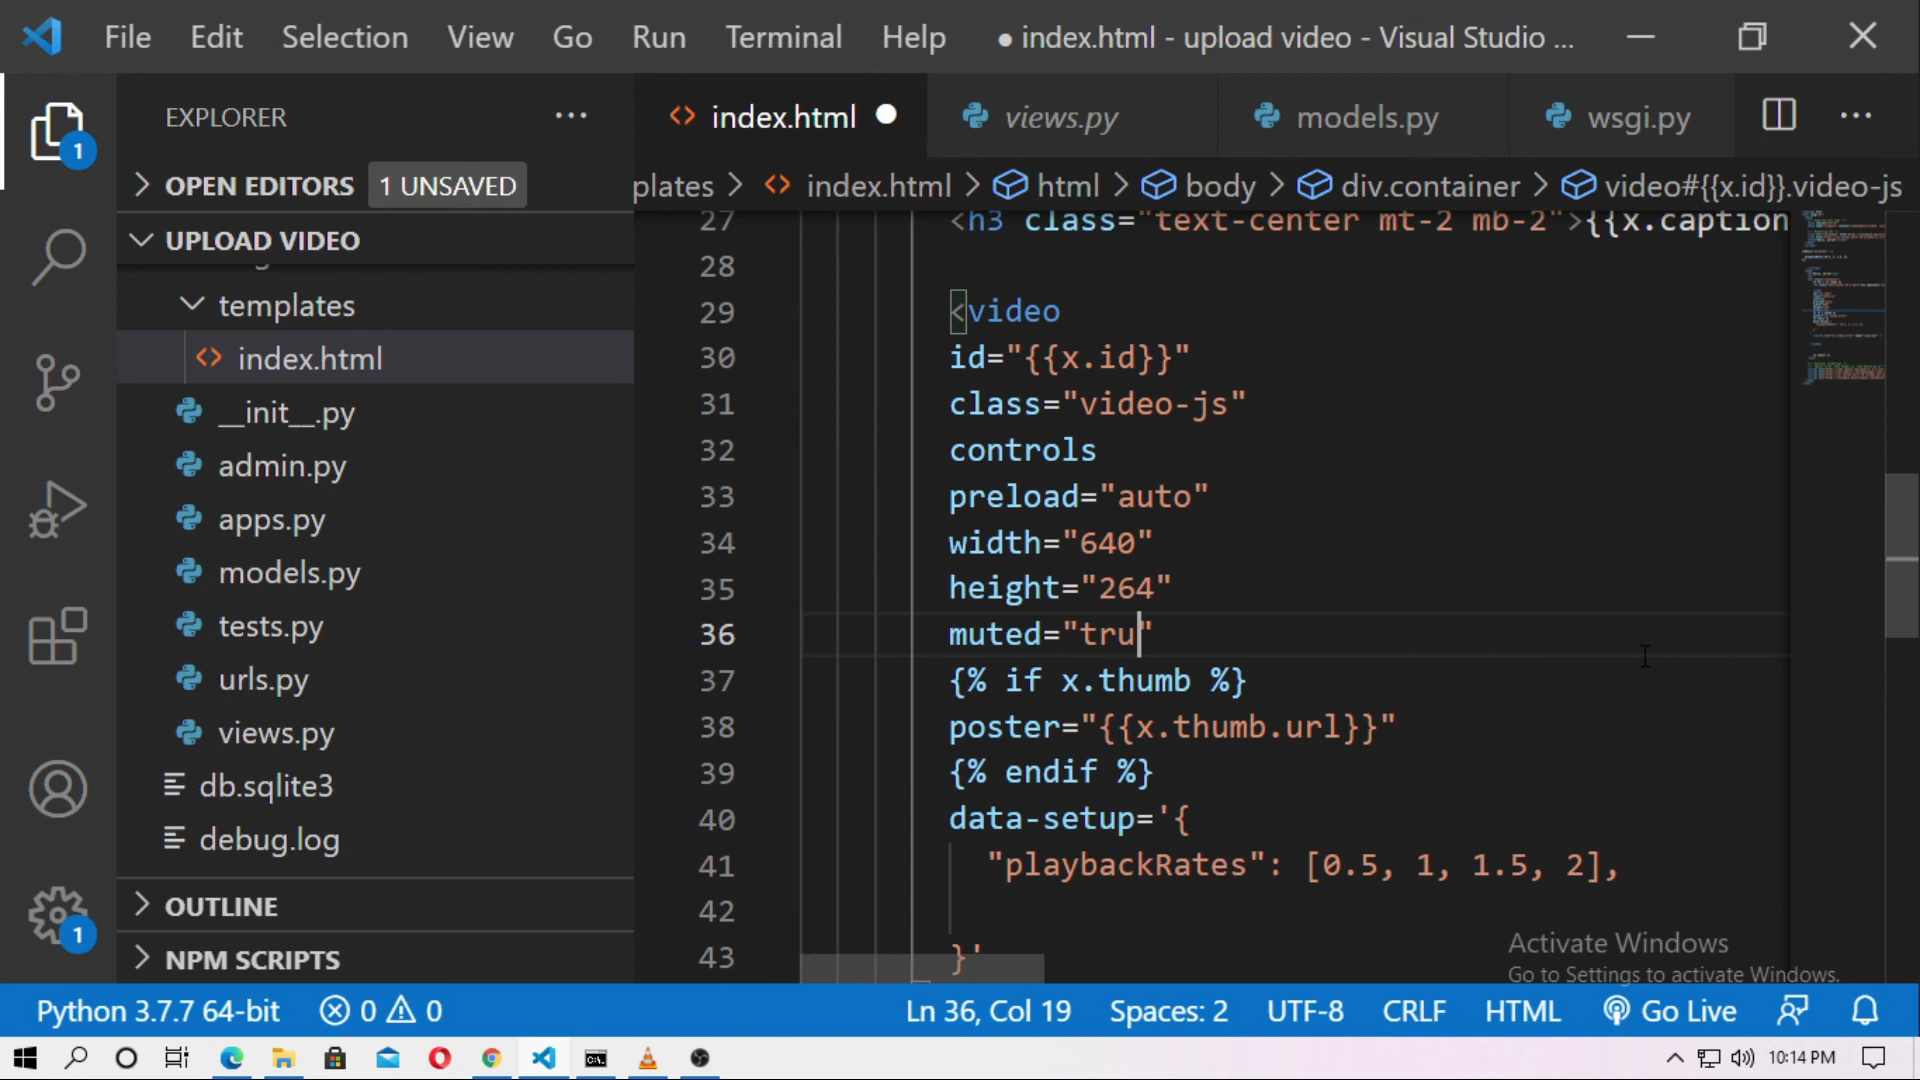 File Edit Selection View Go Run Terminal Help ● index.html - upload video - Visual Studio ...
EXPLORER ...
index.html ● views.py models.py wsgi.py ...
OPEN EDITORS 1 UNSAVED
plates > index.html > html > body > div.container > video#{{x.id}}.video-js
UPLOAD VIDEO
templates
index.html
__init__.py
admin.py
apps.py
models.py
tests.py
urls.py
views.py
db.sqlite3
debug.log
OUTLINE
NPM SCRIPTS
1
1
27 <h3 class="text-center mt-2 mb-2">{{x.caption
28
29 <video
30 id="{{x.id}}"
31 class="video-js"
32 controls
33 preload="auto"
34 width="640"
35 height="264"
36 muted="tru"
37 {% if x.thumb %}
38 poster="{{x.thumb.url}}"
39 {% endif %}
40 data-setup='{
41 "playbackRates": [0.5, 1, 1.5, 2],
42
43 }'
Activate Windows
Go to Settings to activate Windows.
Python 3.7.7 64-bit 0 0 Ln 36, Col 19 Spaces: 2 UTF-8 CRLF HTML Go Live
10:14 PM